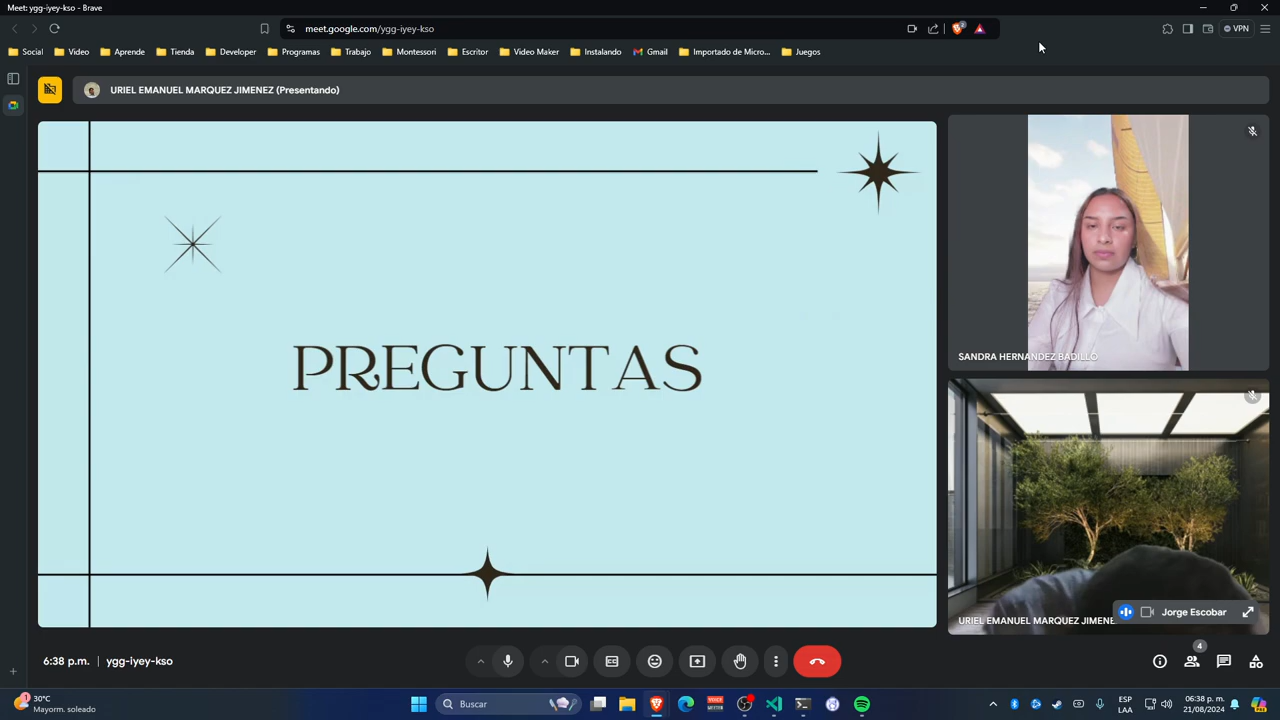 Meet: ygg-iyey-kso - Brave
meet.google.com/ygg-iyey-kso
2
VPN
Social
Video
Aprende
Tienda
Developer
Programas
Trabajo
Montessori
Escritor
Video Maker
Instalando
Gmail
Importado de Micro...
Juegos
URIEL EMANUEL MARQUEZ JIMENEZ (Presentando)
PREGUNTAS
SANDRA HERNANDEZ BADILLO
URIEL EMANUEL MARQUEZ JIMENE
Jorge Escobar
6:38 p.m. | ygg-iyey-kso
4
1
30°C
Mayorm. soleado
Buscar
ESP
LAA
06:38 p. m.
21/08/2024